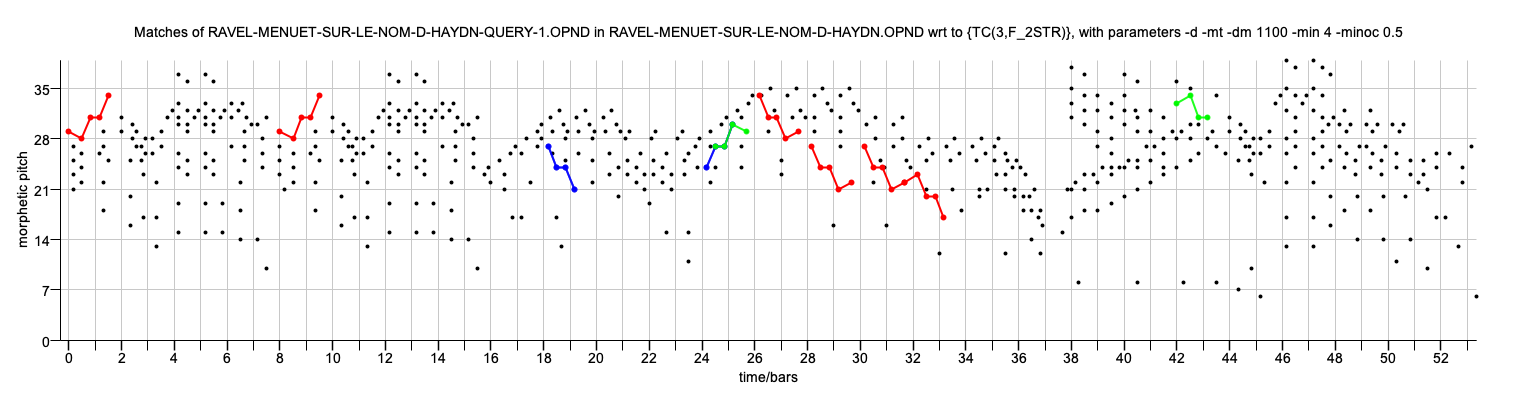 Matches of RAVEL-MENUET-SUR-LE-NOM-D-HAYDN-QUERY-1.OPND in RAVEL-MENUET-SUR-LE-NOM-D-HAYDN.OPND wrt to {TC(3,F_2STR)}, with parameters -d -mt -dm 1100 -min 4 -minoc 0.5
morphetic pitch
35
28
21
14
7
0
0 2 4 6 8 10 12 14 16 18 20 22 24 26 28 30 32 34 36 38 40 42 44 46 48 50 52
time/bars